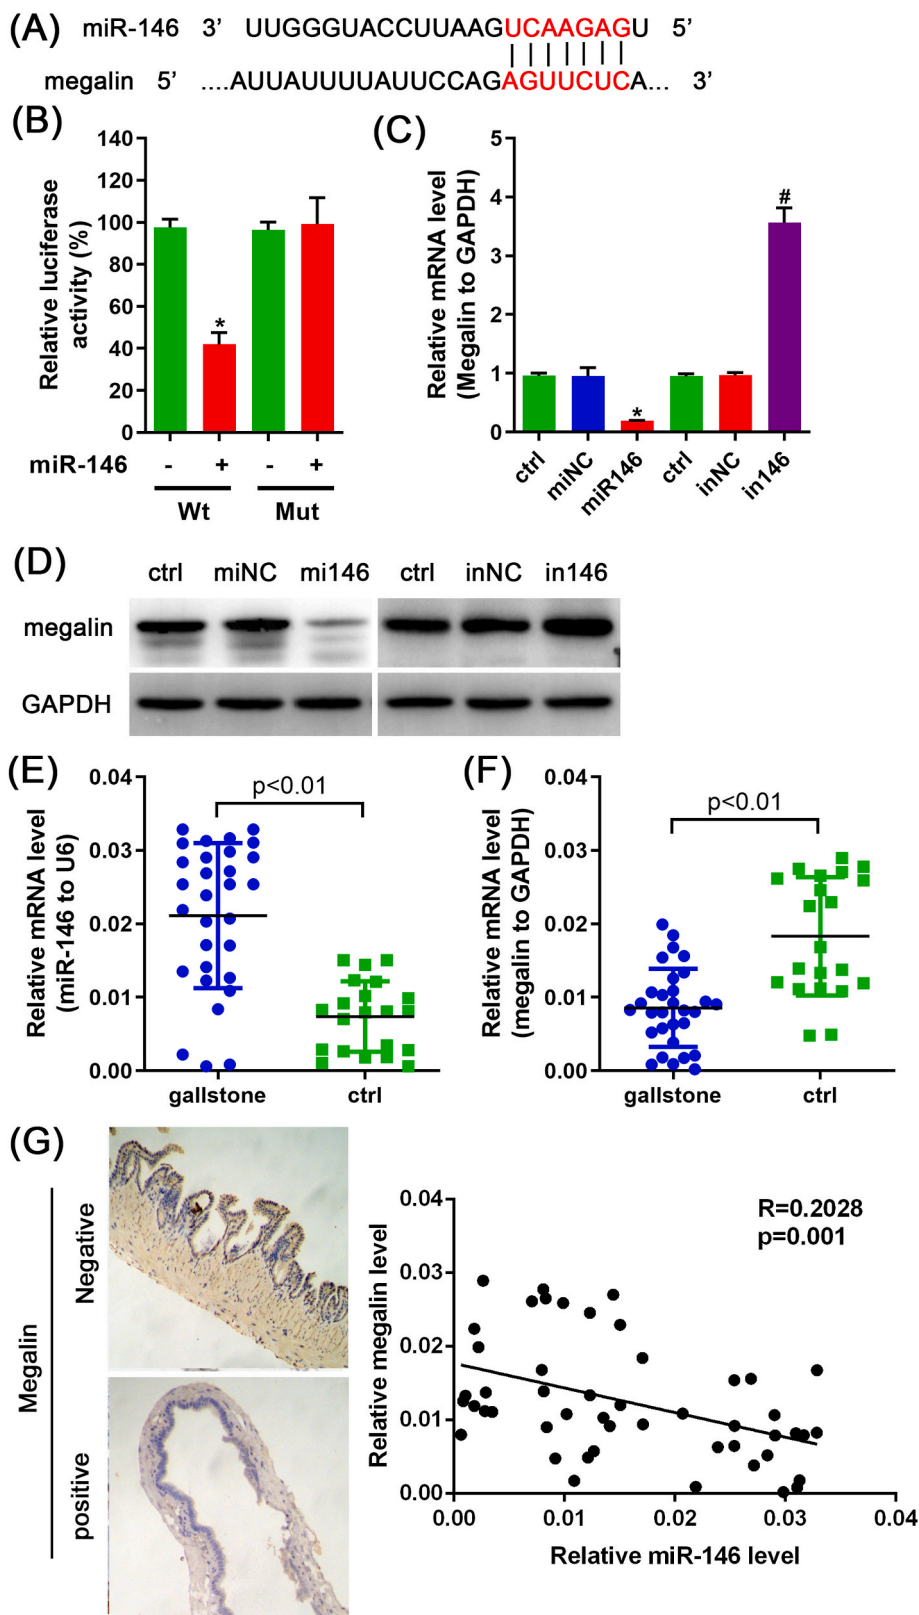 (A) miR-146 3’ UUGGGUACCUUAAGUCAAGAGU 5’
megalin 5’ ....AUUAUUUUAUUCCAGAGUUCUCA... 3’
(B)
Relative luciferase
activity (%)
140
120
100
80
60
40
20
0
*
miR-146 - + - +
Wt Mut
(C)
Relative mRNA level
(Megalin to GAPDH)
5
4
3
2
1
0
*
#
ctrl miNC miR146 ctrl inNC in146
(D)
ctrl miNC mi146 ctrl inNC in146
megalin
GAPDH
(E)
Relative mRNA level
(miR-146 to U6)
0.04
0.03
0.02
0.01
0.00
p<0.01
gallstone ctrl
(F)
Relative mRNA level
(megalin to GAPDH)
0.04
0.03
0.02
0.01
0.00
p<0.01
gallstone ctrl
(G)
Megalin
Negative
positive
Relative megalin level
0.04
0.03
0.02
0.01
0.00
R=0.2028
p=0.001
0.00 0.01 0.02 0.03 0.04
Relative miR-146 level